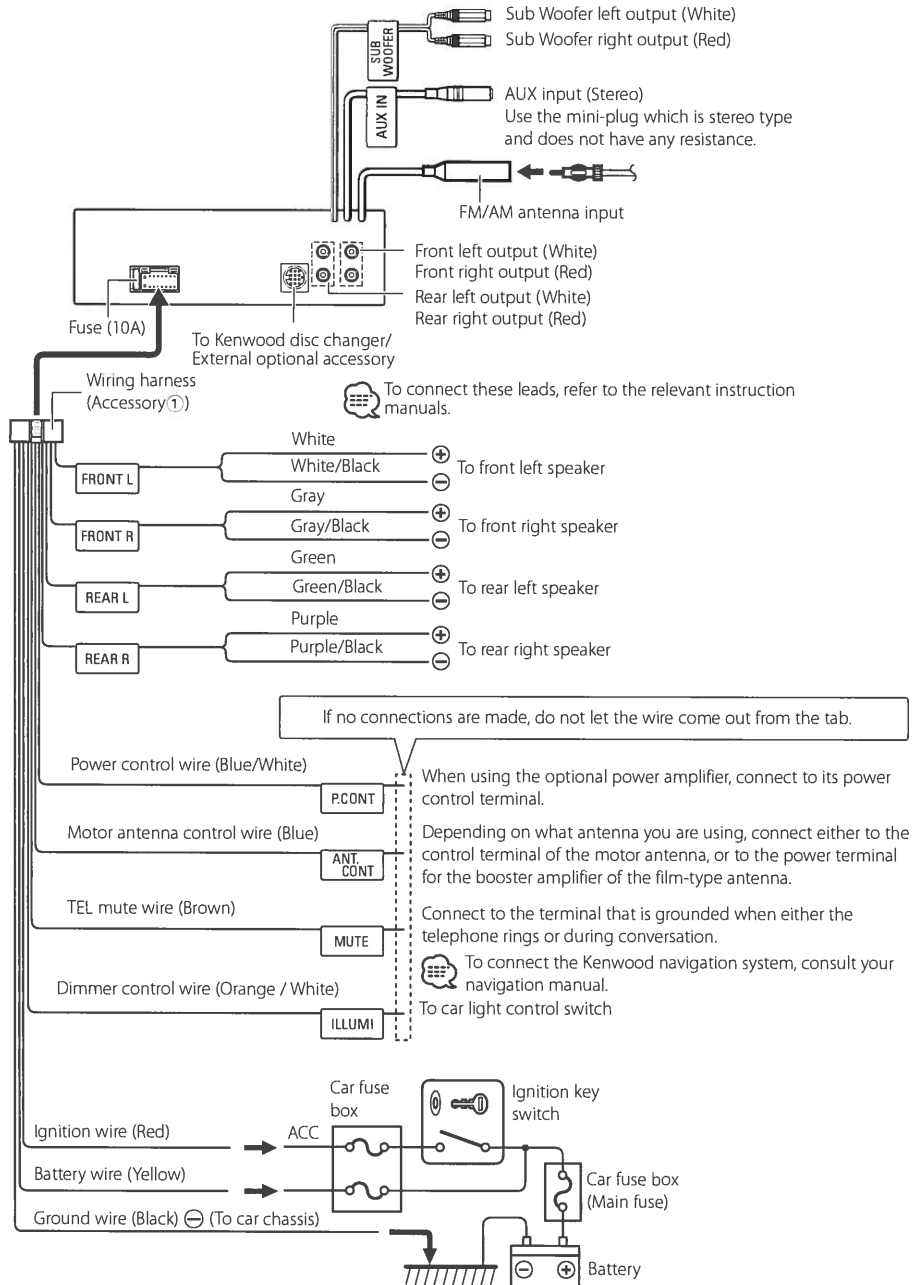 Sub Woofer left output (White)
Sub Woofer right output (Red)
SUB
WOOFER
AUX IN
AUX input (Stereo)
Use the mini-plug which is stereo type
and does not have any resistance.
FM/AM antenna input
Front left output (White)
Front right output (Red)
Rear left output (White)
Rear right output (Red)
Fuse (10A)
To Kenwood disc changer/
External optional accessory
Wiring harness
(Accessory①)
To connect these leads, refer to the relevant instruction
manuals.
FRONT L
White
White/Black
⊕
⊖
To front left speaker
FRONT R
Gray
Gray/Black
⊕
⊖
To front right speaker
REAR L
Green
Green/Black
⊕
⊖
To rear left speaker
REAR R
Purple
Purple/Black
⊕
⊖
To rear right speaker
If no connections are made, do not let the wire come out from the tab.
Power control wire (Blue/White)
P.CONT
When using the optional power amplifier, connect to its power
control terminal.
Motor antenna control wire (Blue)
ANT.
CONT
Depending on what antenna you are using, connect either to the
control terminal of the motor antenna, or to the power terminal
for the booster amplifier of the film-type antenna.
TEL mute wire (Brown)
MUTE
Connect to the terminal that is grounded when either the
telephone rings or during conversation.
To connect the Kenwood navigation system, consult your
navigation manual.
Dimmer control wire (Orange / White)
ILLUMI
To car light control switch
Car fuse
box
Ignition key
switch
Ignition wire (Red)
ACC
Battery wire (Yellow)
Car fuse box
(Main fuse)
Ground wire (Black) ⊖ (To car chassis)
⊖ ⊕
Battery